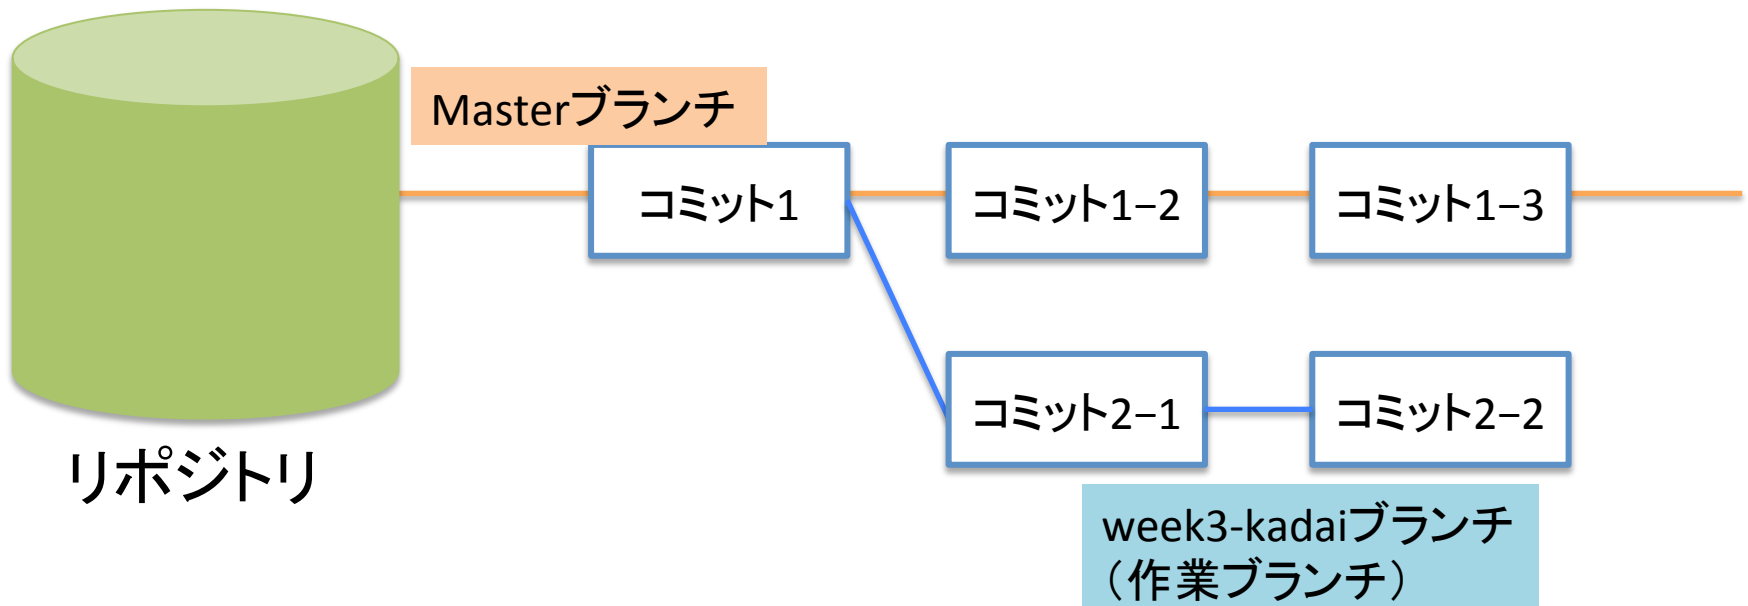 Masterブランチ
コミット1
コミット1−2
コミット1−3
コミット2−1
コミット2−2
リポジトリ
week3-kadaiブランチ
（作業ブランチ）